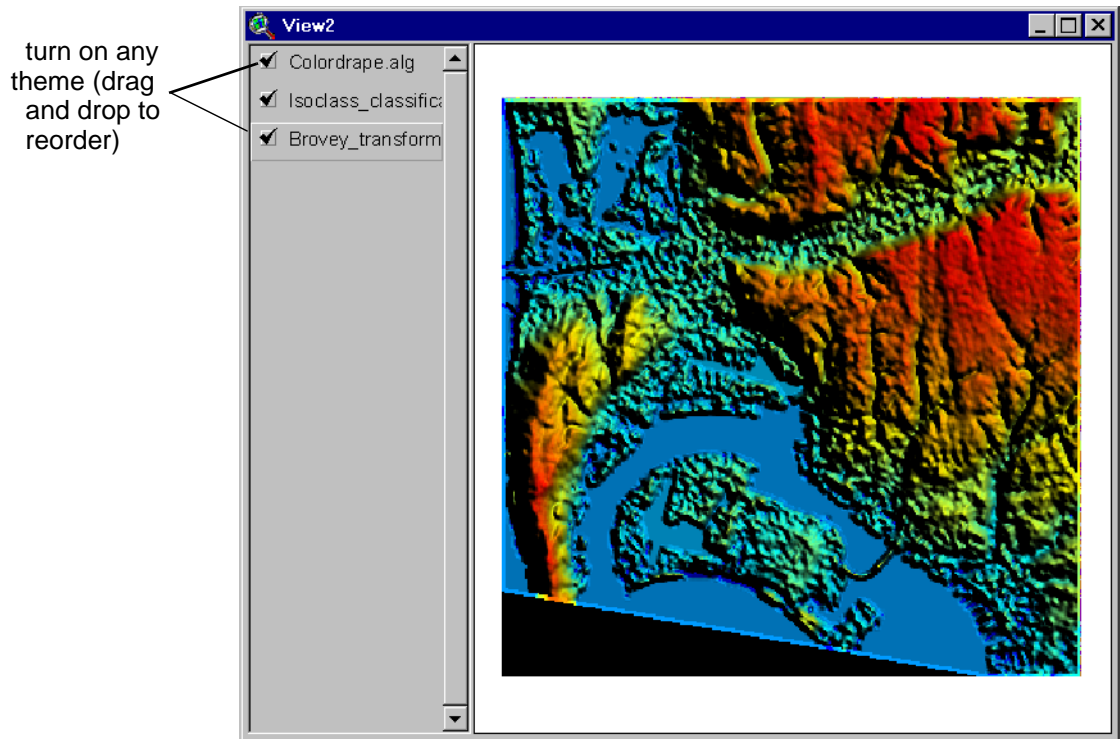 turn on any
theme (drag
and drop to
reorder)
View2
Colordrape.alg
Isoclass_classifica
Brovey_transform